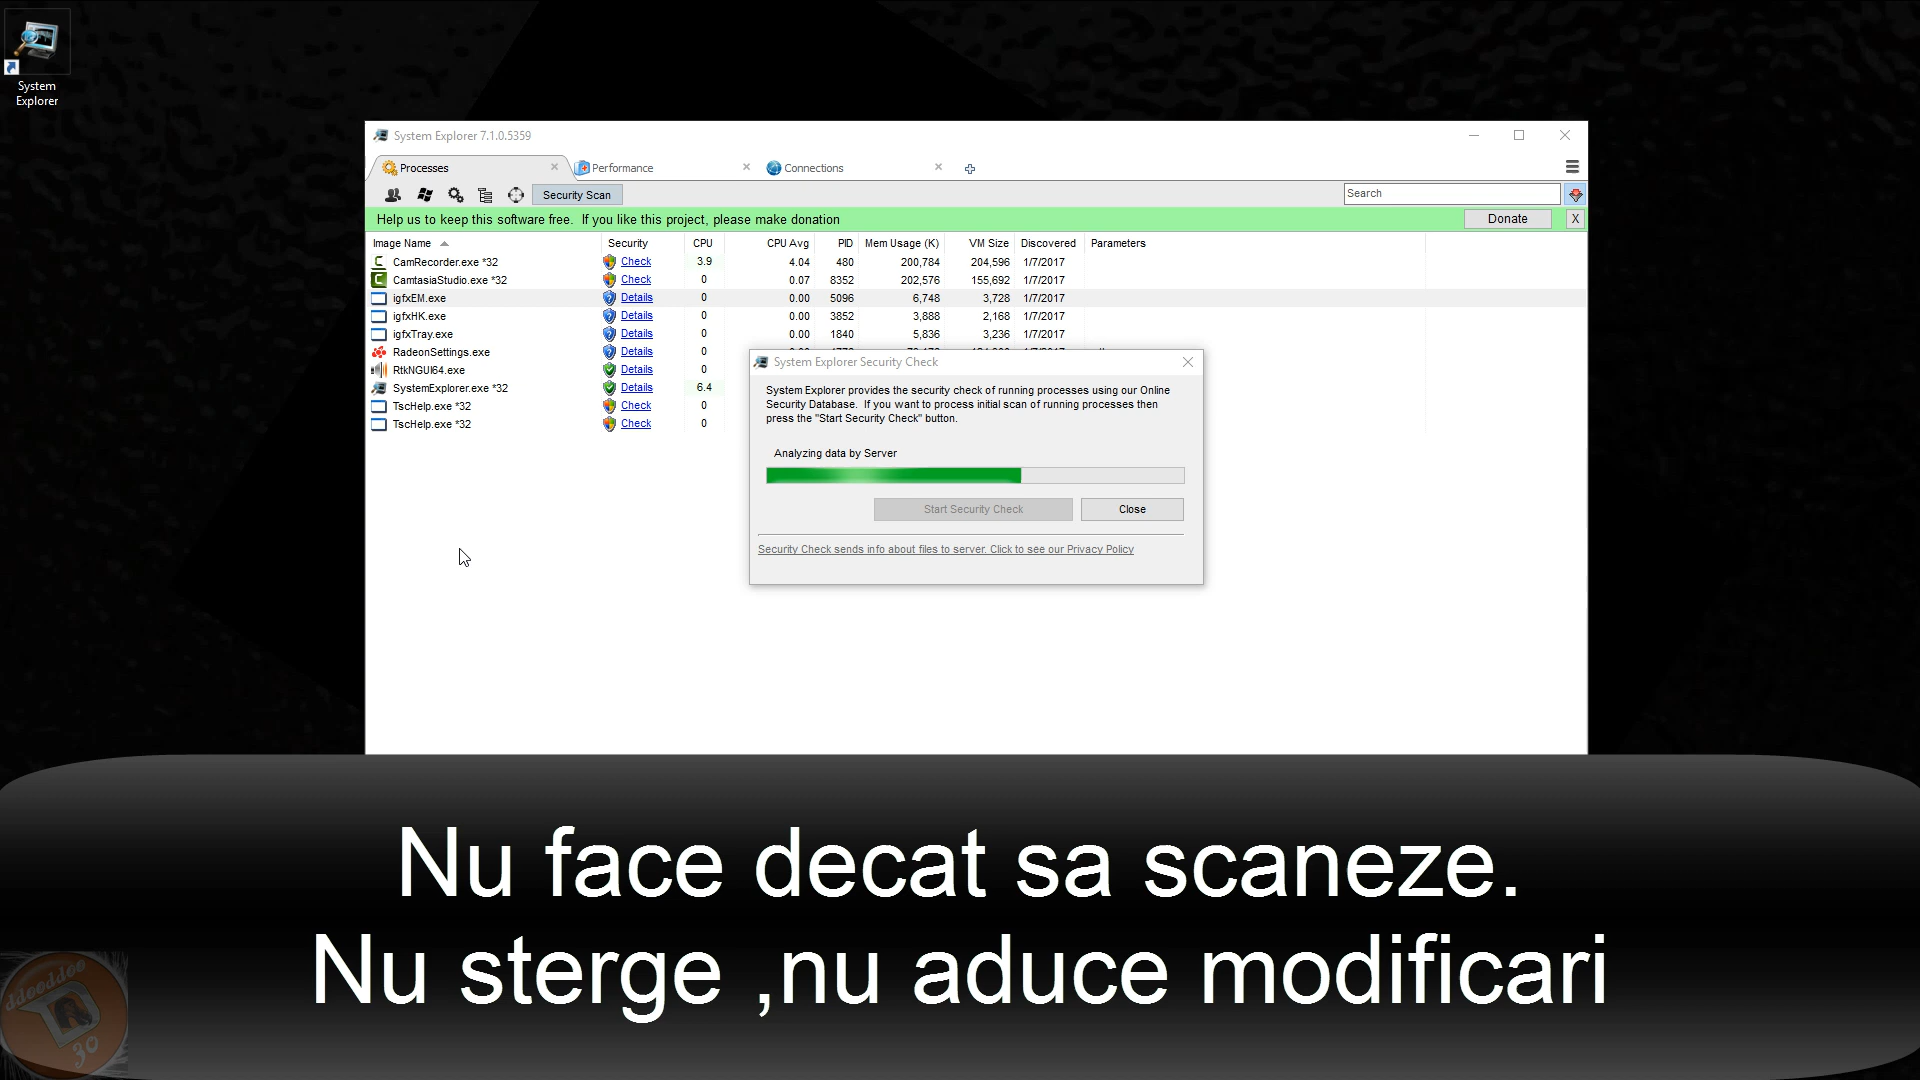 System
Explorer
System Explorer 7.1.0.5359
Processes Performance Connections
Security Scan Search
Help us to keep this software free. If you like this project, please make donation Donate X
Image Name Security CPU CPU Avg PID Mem Usage (K) VM Size Discovered Parameters
CamRecorder.exe *32 Check 3.9 4.04 480 200,784 204,596 1/7/2017
CamtasiaStudio.exe *32 Check 0 0.07 8352 202,576 155,692 1/7/2017
igfxEM.exe Details 0 0.00 5096 6,748 3,728 1/7/2017
igfxHK.exe Details 0 0.00 3852 3,888 2,168 1/7/2017
igfxTray.exe Details 0 0.00 1840 5,836 3,236 1/7/2017
RadeonSettings.exe Details 0
RtkNGUI64.exe Details 0
SystemExplorer.exe *32 Details 6.4
TscHelp.exe *32 Check 0
TscHelp.exe *32 Check 0
System Explorer Security Check
System Explorer provides the security check of running processes using our Online
Security Database. If you want to process initial scan of running processes then
press the "Start Security Check" button.
Analyzing data by Server
Start Security Check Close
Security Check sends info about files to server. Click to see our Privacy Policy
Nu face decat sa scaneze.
Nu sterge ,nu aduce modificari
ddooddoo
30